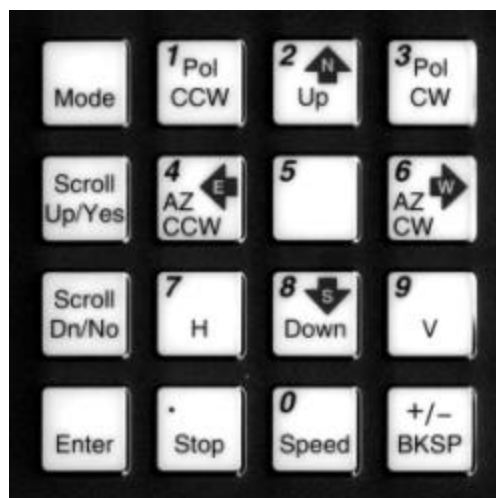 Mode
1 Pol
CCW
2 N
Up
3 Pol
CW
Scroll
Up/Yes
4 E
AZ
CCW
5
6 W
AZ
CW
Scroll
Dn/No
7
H
8 S
Down
9
V
Enter
.
Stop
0
Speed
+/–
BKSP